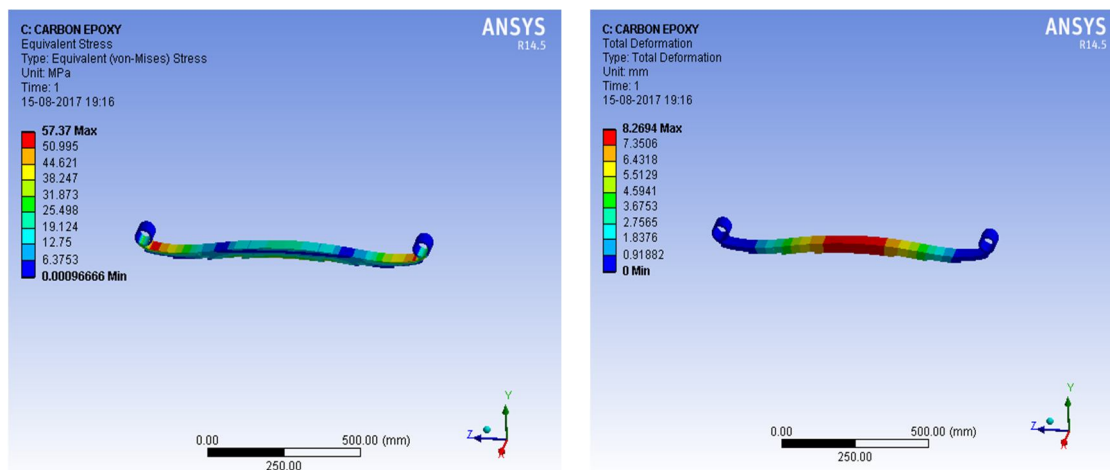 C: CARBON EPOXY
Equivalent Stress
Type: Equivalent (von-Mises) Stress
Unit: MPa
Time: 1
15-08-2017 19:16
ANSYS
R14.5
57.37 Max
50.995
44.621
38.247
31.873
25.498
19.124
12.75
6.3753
0.00096666 Min
0.00
500.00 (mm)
250.00
Y
Z
X
C: CARBON EPOXY
Total Deformation
Type: Total Deformation
Unit: mm
Time: 1
15-08-2017 19:16
ANSYS
R14.5
8.2694 Max
7.3506
6.4318
5.5129
4.5941
3.6753
2.7565
1.8376
0.91882
0 Min
0.00
500.00 (mm)
250.00
Y
Z
X